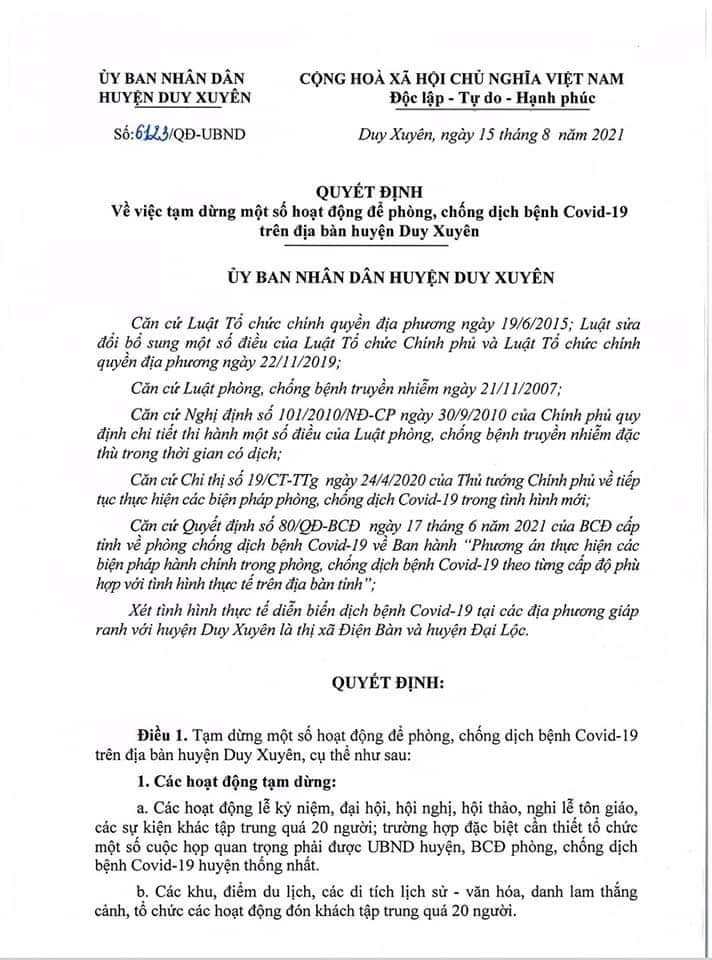 ỦY BAN NHÂN DÂN
HUYỆN DUY XUYÊN
CỘNG HOÀ XÃ HỘI CHỦ NGHĨA VIỆT NAM
Độc lập - Tự do - Hạnh phúc
Số:6123/QĐ-UBND
Duy Xuyên, ngày 15 tháng 8 năm 2021
QUYẾT ĐỊNH
Về việc tạm dừng một số hoạt động để phòng, chống dịch bệnh Covid-19
trên địa bàn huyện Duy Xuyên
ỦY BAN NHÂN DÂN HUYỆN DUY XUYÊN
Căn cứ Luật Tổ chức chính quyền địa phương ngày 19/6/2015; Luật sửa
đổi bổ sung một số điều của Luật Tổ chức Chính phủ và Luật Tổ chức chính
quyền địa phương ngày 22/11/2019;
Căn cứ Luật phòng, chống bệnh truyền nhiễm ngày 21/11/2007;
Căn cứ Nghị định số 101/2010/NĐ-CP ngày 30/9/2010 của Chính phủ quy
định chi tiết thi hành một số điều của Luật phòng, chống bệnh truyền nhiễm đặc
thù trong thời gian có dịch;
Căn cứ Chỉ thị số 19/CT-TTg ngày 24/4/2020 của Thủ tướng Chính phủ về tiếp
tục thực hiện các biện pháp phòng, chống dịch Covid-19 trong tình hình mới;
Căn cứ Quyết định số 80/QĐ-BCĐ ngày 17 tháng 6 năm 2021 của BCĐ cấp
tỉnh về phòng chống dịch bệnh Covid-19 về Ban hành “Phương án thực hiện các
biện pháp hành chính trong phòng, chống dịch bệnh Covid-19 theo từng cấp độ phù
hợp với tình hình thực tế trên địa bàn tỉnh”;
Xét tình hình thực tế diễn biến dịch bệnh Covid-19 tại các địa phương giáp
ranh với huyện Duy Xuyên là thị xã Điện Bàn và huyện Đại Lộc.
QUYẾT ĐỊNH:
Điều 1. Tạm dừng một số hoạt động để phòng, chống dịch bệnh Covid-19
trên địa bàn huyện Duy Xuyên, cụ thể như sau:
1. Các hoạt động tạm dừng:
a. Các hoạt động lễ kỷ niệm, đại hội, hội nghị, hội thảo, nghi lễ tôn giáo,
các sự kiện khác tập trung quá 20 người; trường hợp đặc biệt cần thiết tổ chức
một số cuộc họp quan trọng phải được UBND huyện, BCĐ phòng, chống dịch
bệnh Covid-19 huyện thống nhất.
b. Các khu, điểm du lịch, các di tích lịch sử - văn hóa, danh lam thắng
cảnh, tổ chức các hoạt động đón khách tập trung quá 20 người.